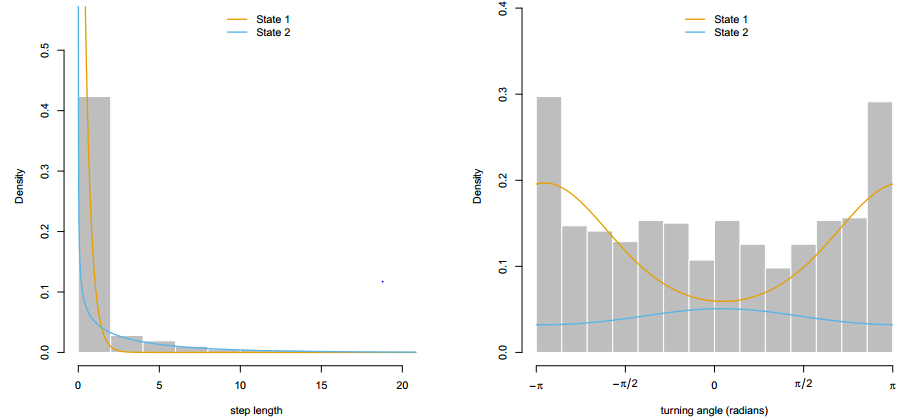 State 1
State 2
Density
0.0
0.1
0.2
0.3
0.4
0.5
0
5
10
15
20
step length
State 1
State 2
Density
0.0
0.1
0.2
0.3
0.4
−π
−π/2
0
π/2
π
turning angle (radians)